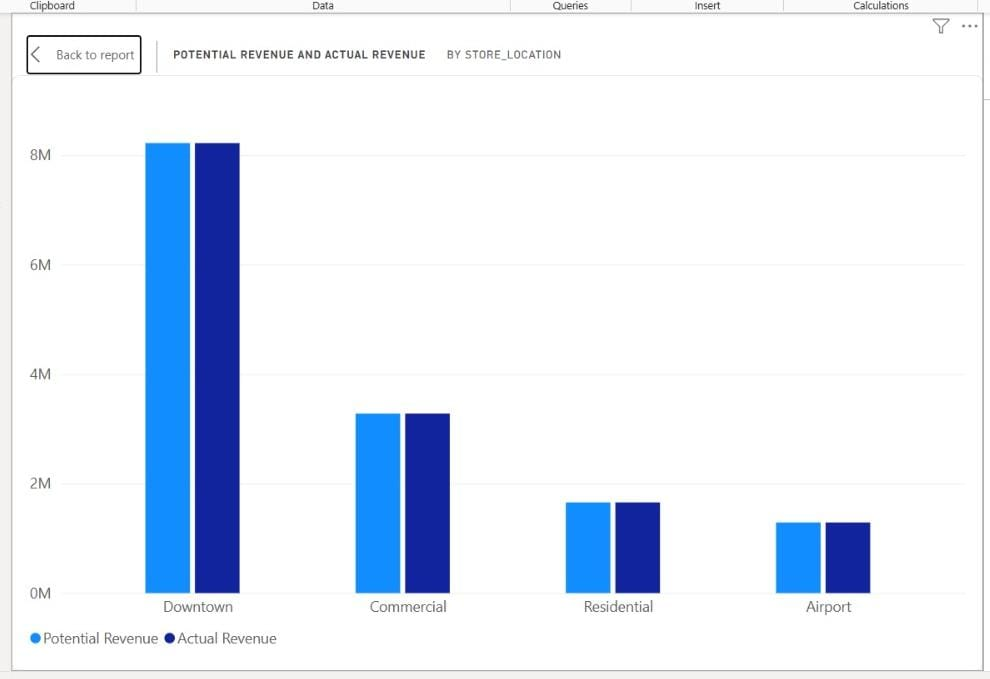 Clipboard Data Queries Insert Calculations
Back to report POTENTIAL REVENUE AND ACTUAL REVENUE BY STORE_LOCATION
8M
6M
4M
2M
0M
Downtown Commercial Residential Airport
Potential Revenue Actual Revenue